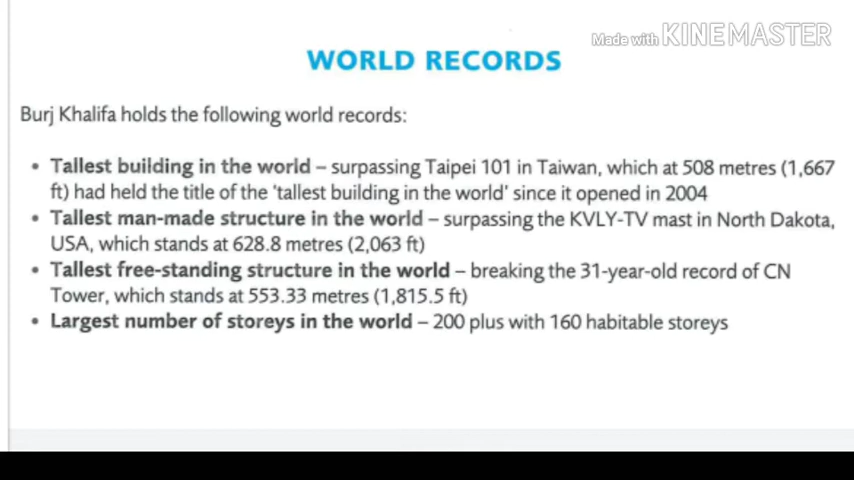 Made with KINEMASTER
WORLD RECORDS
Burj Khalifa holds the following world records:
• Tallest building in the world – surpassing Taipei 101 in Taiwan, which at 508 metres (1,667
ft) had held the title of the 'tallest building in the world' since it opened in 2004
• Tallest man-made structure in the world – surpassing the KVLY-TV mast in North Dakota,
USA, which stands at 628.8 metres (2,063 ft)
• Tallest free-standing structure in the world – breaking the 31-year-old record of CN
Tower, which stands at 553.33 metres (1,815.5 ft)
• Largest number of storeys in the world – 200 plus with 160 habitable storeys